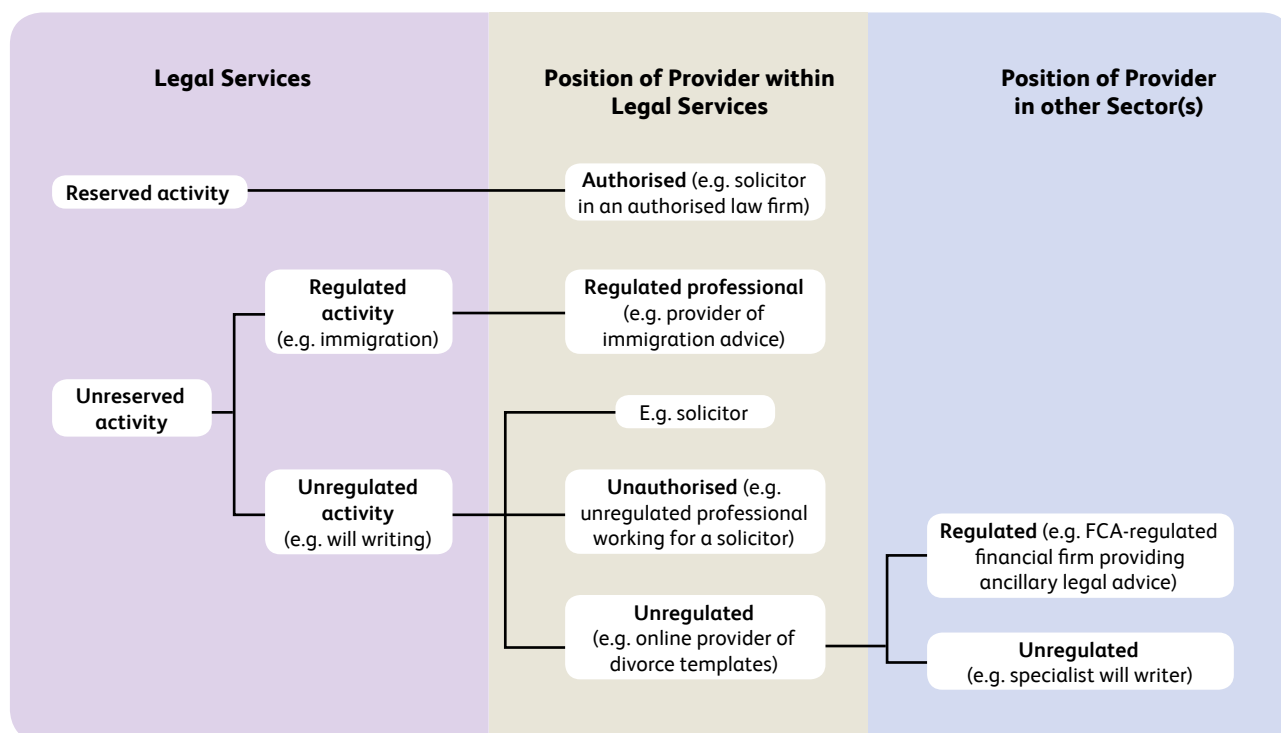 Legal Services
Position of Provider within
Legal Services
Position of Provider
in other Sector(s)
Reserved activity
Authorised (e.g. solicitor
in an authorised law firm)
Regulated
activity
(e.g. immigration)
Regulated professional
(e.g. provider of
immigration advice)
Unreserved
activity
E.g. solicitor
Unregulated
activity
(e.g. will writing)
Unauthorised (e.g.
unregulated professional
working for a solicitor)
Regulated (e.g. FCA-regulated
financial firm providing
ancillary legal advice)
Unregulated
(e.g. online provider of
divorce templates)
Unregulated
(e.g. specialist will writer)